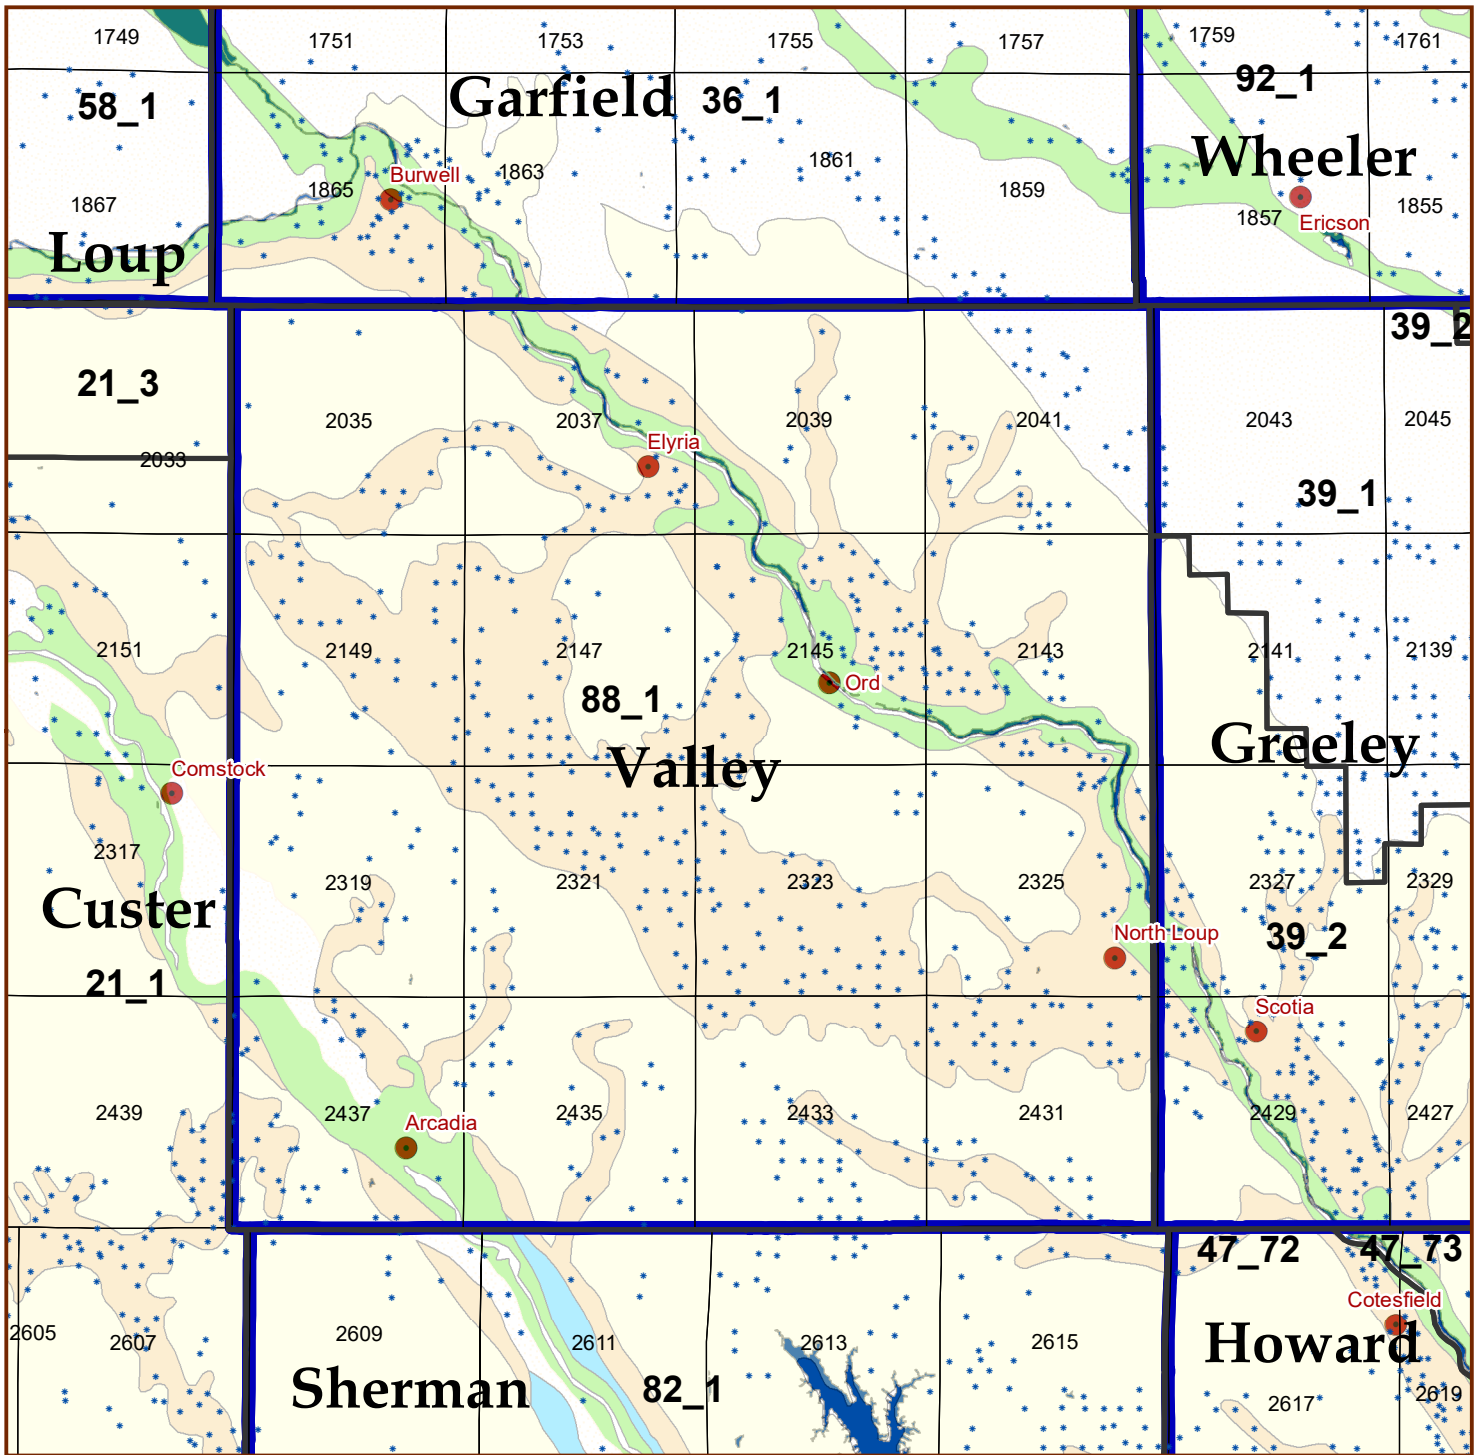 1749 1751 1753 1755 1757 1759 1761
58_1 Garfield 36_1 92_1
Wheeler
1867 1865 Burwell 1863 1861 1859 1857 1855
Ericson
Loup
39_2
21_3
2035 2037 2039 2041 2043 2045
2033 Elyria
39_1
2151 2149 2147 2145 2143 2141 2139
88_1 Ord
Valley Greeley
Comstock
2317 2319 2321 2323 2325 2327 2329
Custer North Loup 39_2
21_1
Scotia
2439 2437 2435 2433 2431 2429 2427
Arcadia
47_72 47_73
Cotesfield
2605 2607 2609 2611 2613 2615 Howard
Sherman 82_1 2617 2619